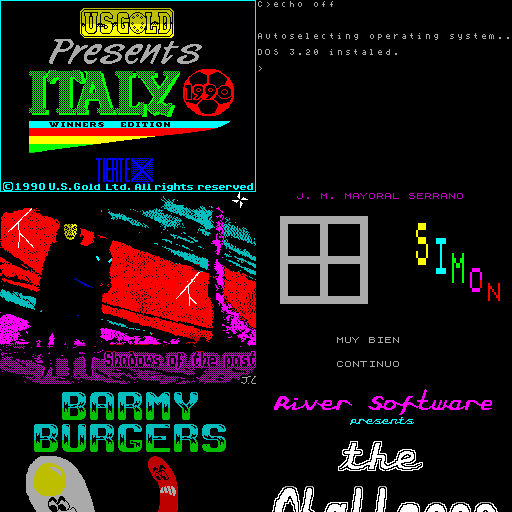 U.S.GOLD
Presents
ITALY
1990
WINNERS EDITION
TIERTEX
©1990 U.S.Gold Ltd. All rights reserved
C>echo off
Autoselecting operating system..
DOS 3.20 instaled.
>
Shadows of the past
J.C
J. M. MAYORAL SERRANO
SIMON
MUY BIEN
CONTINUO
BARMY
BURGERS
River Software
presents
the